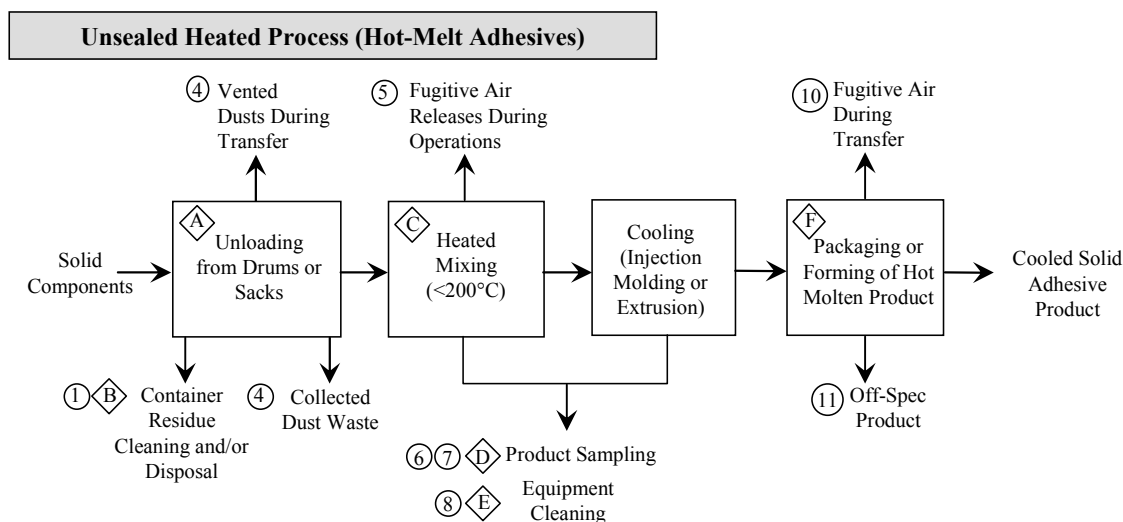 Unsealed Heated Process (Hot-Melt Adhesives)
4 Vented
Dusts During
Transfer
5 Fugitive Air
Releases During
Operations
10 Fugitive Air
During
Transfer
Solid
Components
A
Unloading
from Drums or
Sacks
C
Heated
Mixing
(<200°C)
Cooling
(Injection
Molding or
Extrusion)
F
Packaging or
Forming of Hot
Molten Product
Cooled Solid
Adhesive
Product
1 B Container
Residue
Cleaning and/or
Disposal
4 Collected
Dust Waste
6 7 D Product Sampling
8 E Equipment
Cleaning
11 Off-Spec
Product